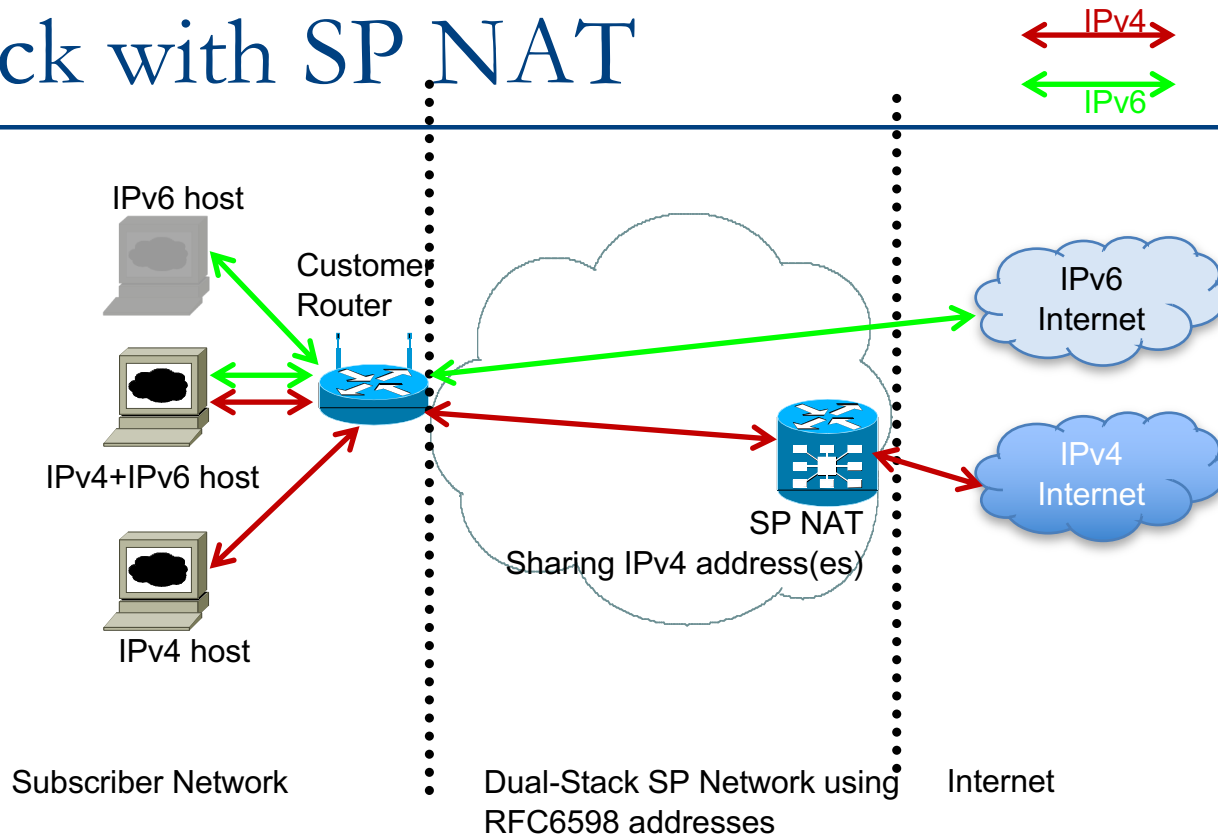 ck with SP NAT
IPv4
IPv6
IPv6 host
Customer
Router
IPv6
Internet
IPv4+IPv6 host
IPv4
Internet
SP NAT
Sharing IPv4 address(es)
IPv4 host
Subscriber Network
Dual-Stack SP Network using
RFC6598 addresses
Internet